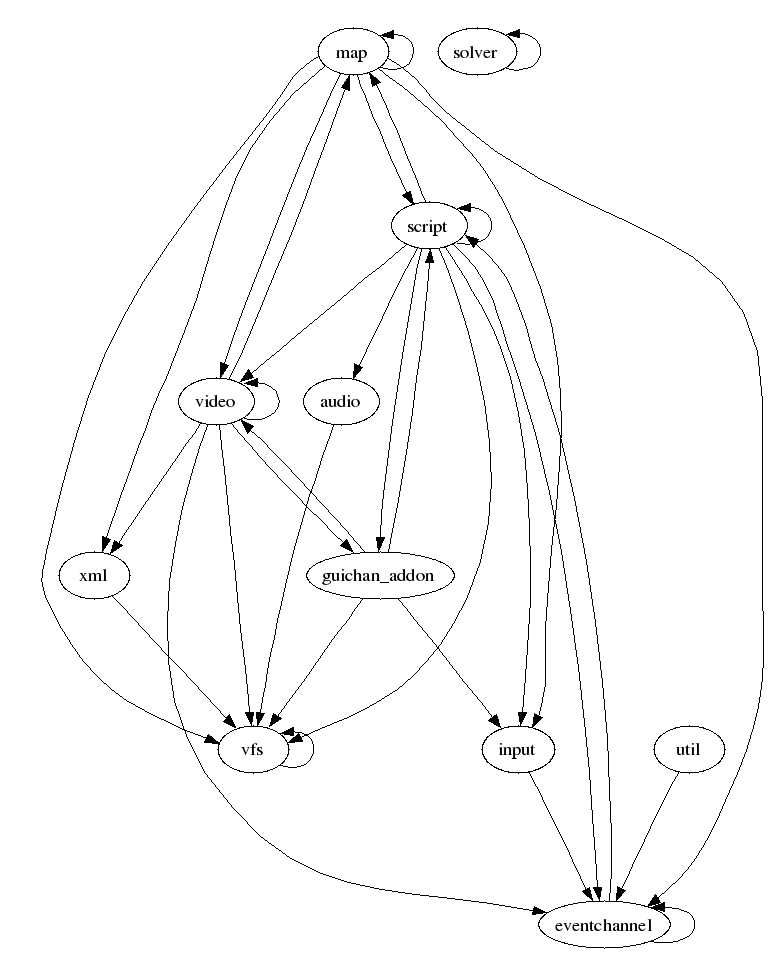 map
solver
script
video
audio
xml
guichan_addon
vfs
input
util
eventchannel